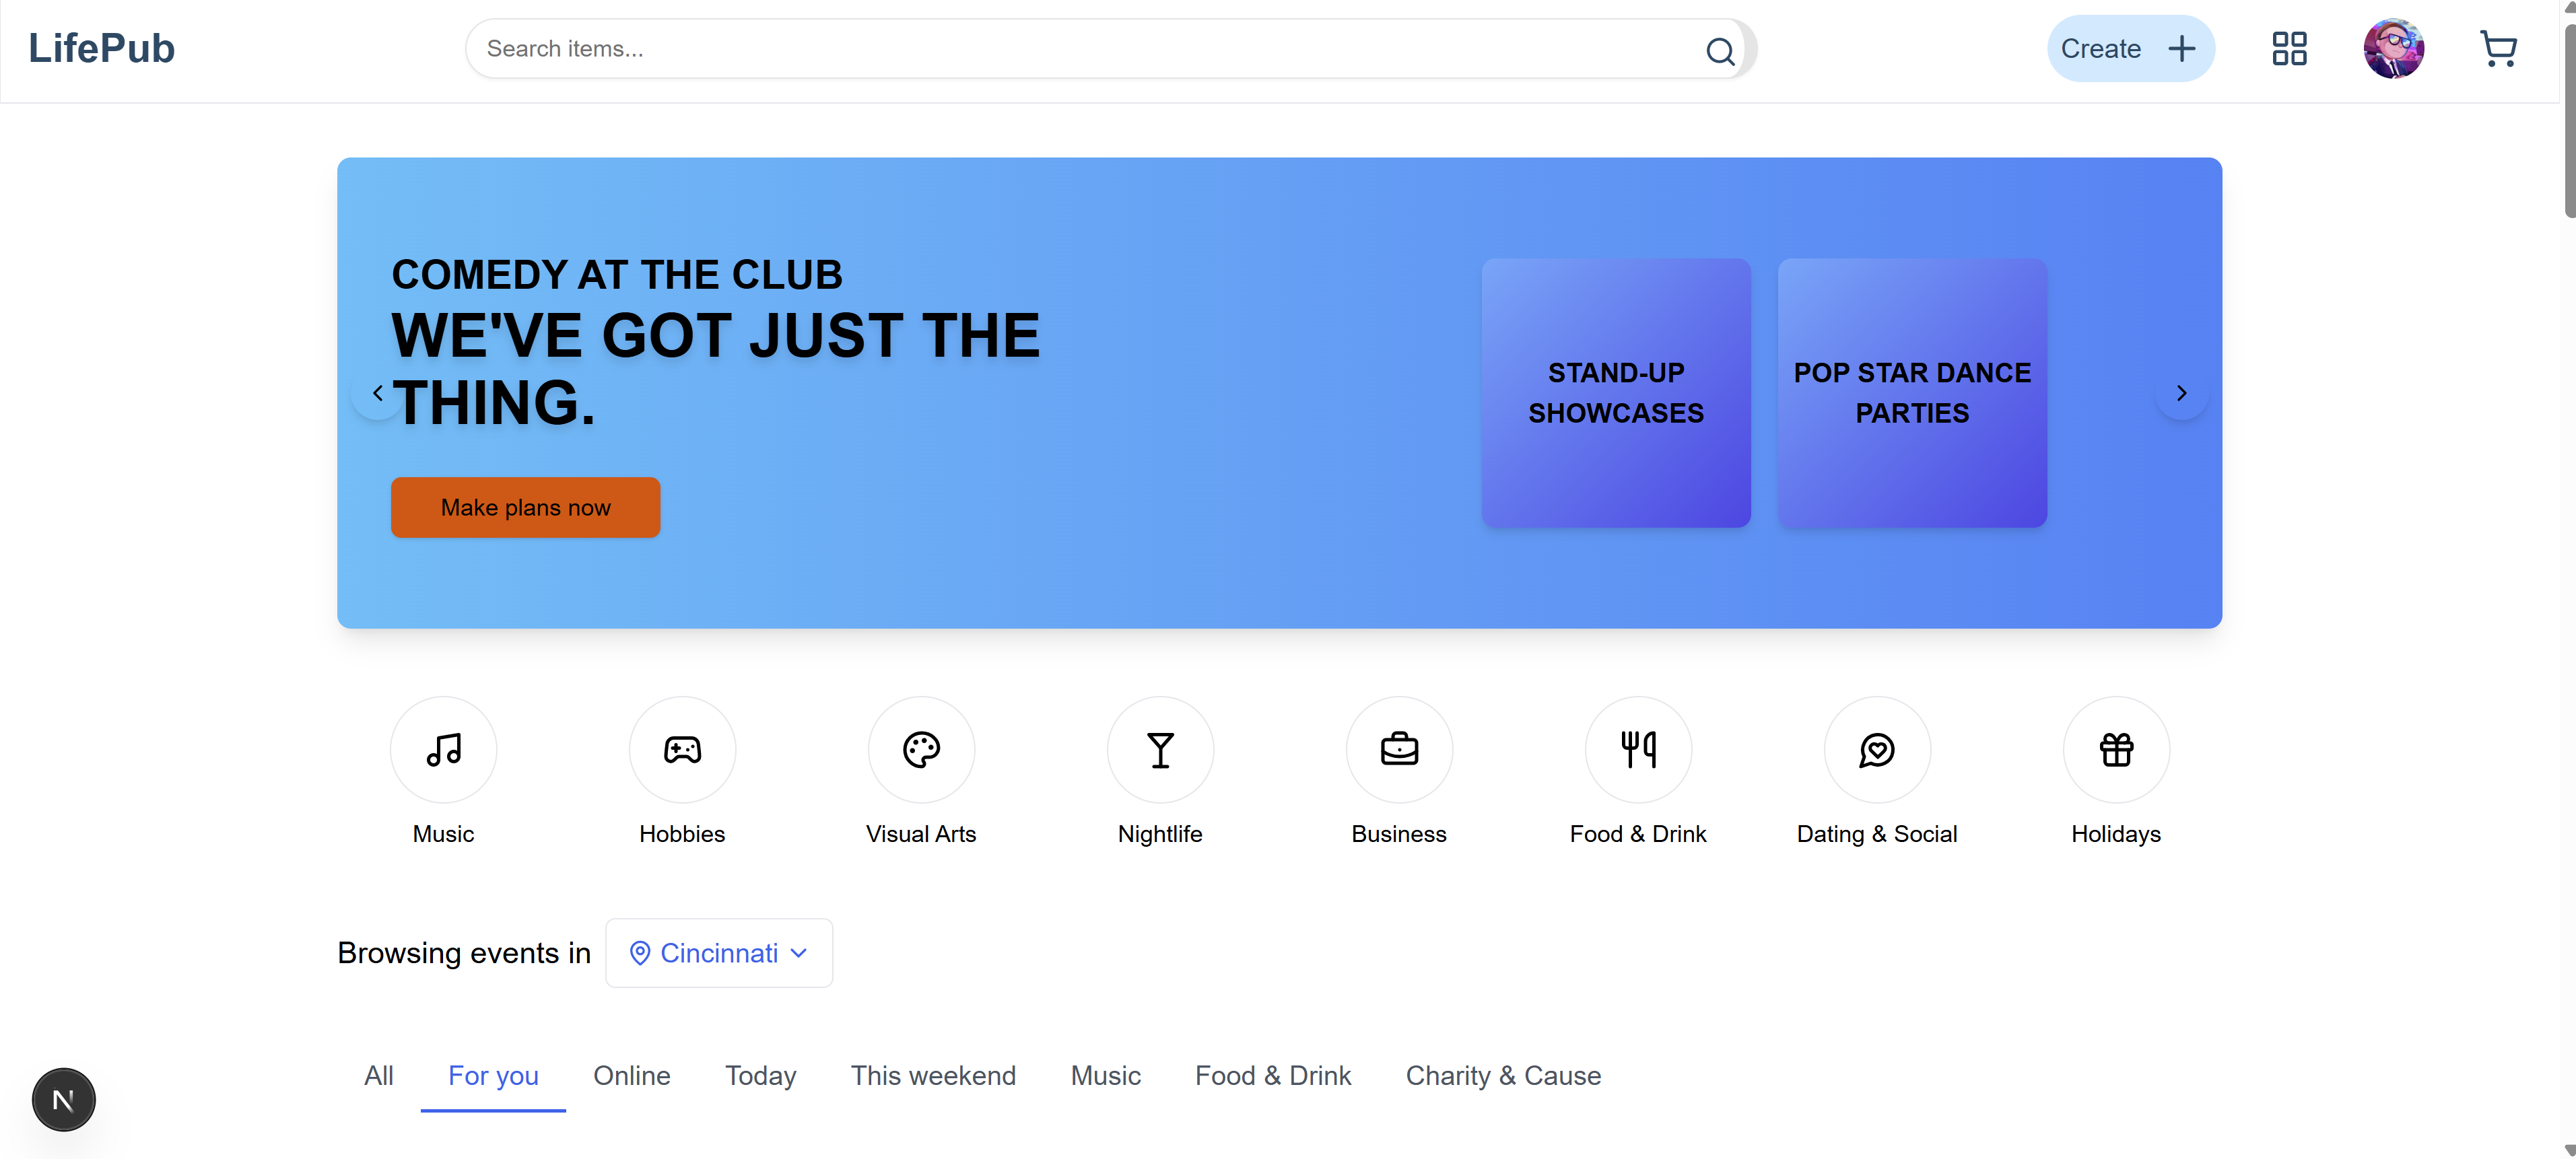 LifePub
Search items...
Create
COMEDY AT THE CLUB
WE'VE GOT JUST THE
THING.
Make plans now
STAND-UP
SHOWCASES
POP STAR DANCE
PARTIES
Music
Hobbies
Visual Arts
Nightlife
Business
Food & Drink
Dating & Social
Holidays
Browsing events in
Cincinnati
All
For you
Online
Today
This weekend
Music
Food & Drink
Charity & Cause
N